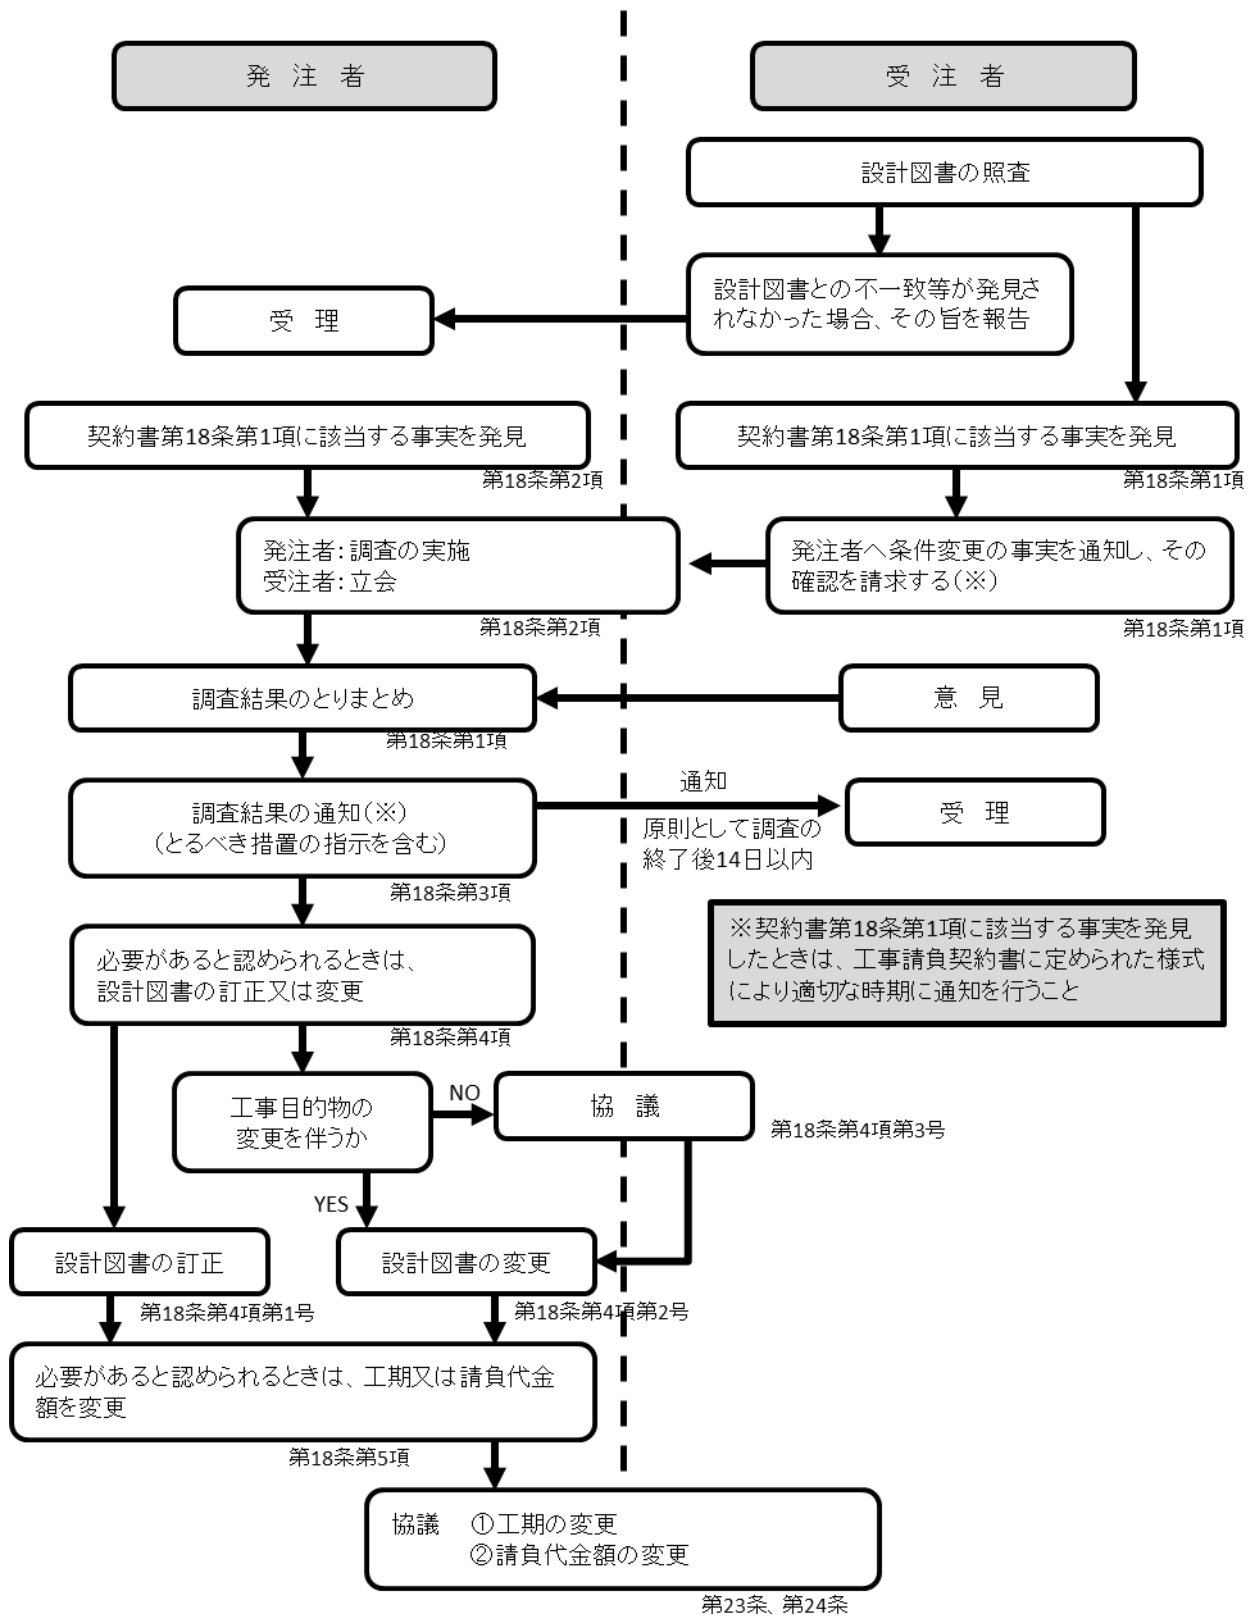 発 注 者
受 注 者
設計図書の照査
設計図書との不一致等が発見さ
れなかった場合、その旨を報告
受 理
契約書第18条第1項に該当する事実を発見
第18条第2項
契約書第18条第1項に該当する事実を発見
第18条第1項
発注者:調査の実施
受注者:立会
第18条第2項
発注者へ条件変更の事実を通知し、その
確認を請求する(※)
第18条第1項
調査結果のとりまとめ
第18条第1項
意 見
調査結果の通知(※)
(とるべき措置の指示を含む)
第18条第3項
通知
原則として調査の
終了後14日以内
受 理
※契約書第18条第1項に該当する事実を発見
したときは、工事請負契約書に定められた様式
により適切な時期に通知を行うこと
必要があると認められるときは、
設計図書の訂正又は変更
第18条第4項
工事目的物の
変更を伴うか
NO
協 議
第18条第4項第3号
YES
設計図書の訂正
第18条第4項第1号
設計図書の変更
第18条第4項第2号
必要があると認められるときは、工期又は請負代金
額を変更
第18条第5項
協議 ①工期の変更
②請負代金額の変更
第23条、第24条